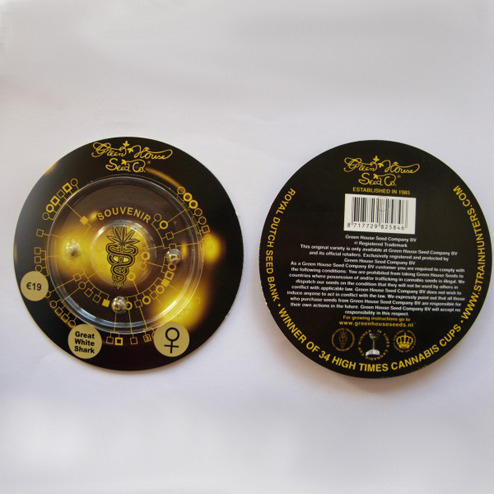 Green House
Seed Co.
SOUVENIR
€19
Great
White
Shark
Green House
Seed Co.
ESTABLISHED IN 1985
8 717729 825846
Green House Seed Company BV
® Registered Trademark
This original variety is only available at Green House Seed Company BV
and its official retailers. Exclusively registered and protected by
Green House Seed Company BV
As a Green House Seed Company BV customer you are required to comply with
the following conditions: You are prohibited from taking Green House Seeds to
countries where possession of and/or trafficking in cannabis seeds is illegal. We
dispatch our seeds on the condition that they will not be used by others in
conflict with applicable law. Green House Seed Company BV does not wish to
induce anyone to act in conflict with the law. We expressly point out that all those
who purchase seeds from Green House Seed Company BV are responsible for
their own actions in the future. Green House Seed Company BV will accept no
responsibility in this respect.
For growing instructions go to
www.greenhouseseeds.nl
ROYAL DUTCH SEED BANK • WINNER OF 34 HIGH TIMES CANNABIS CUPS • WWW.STRAINHUNTERS.COM